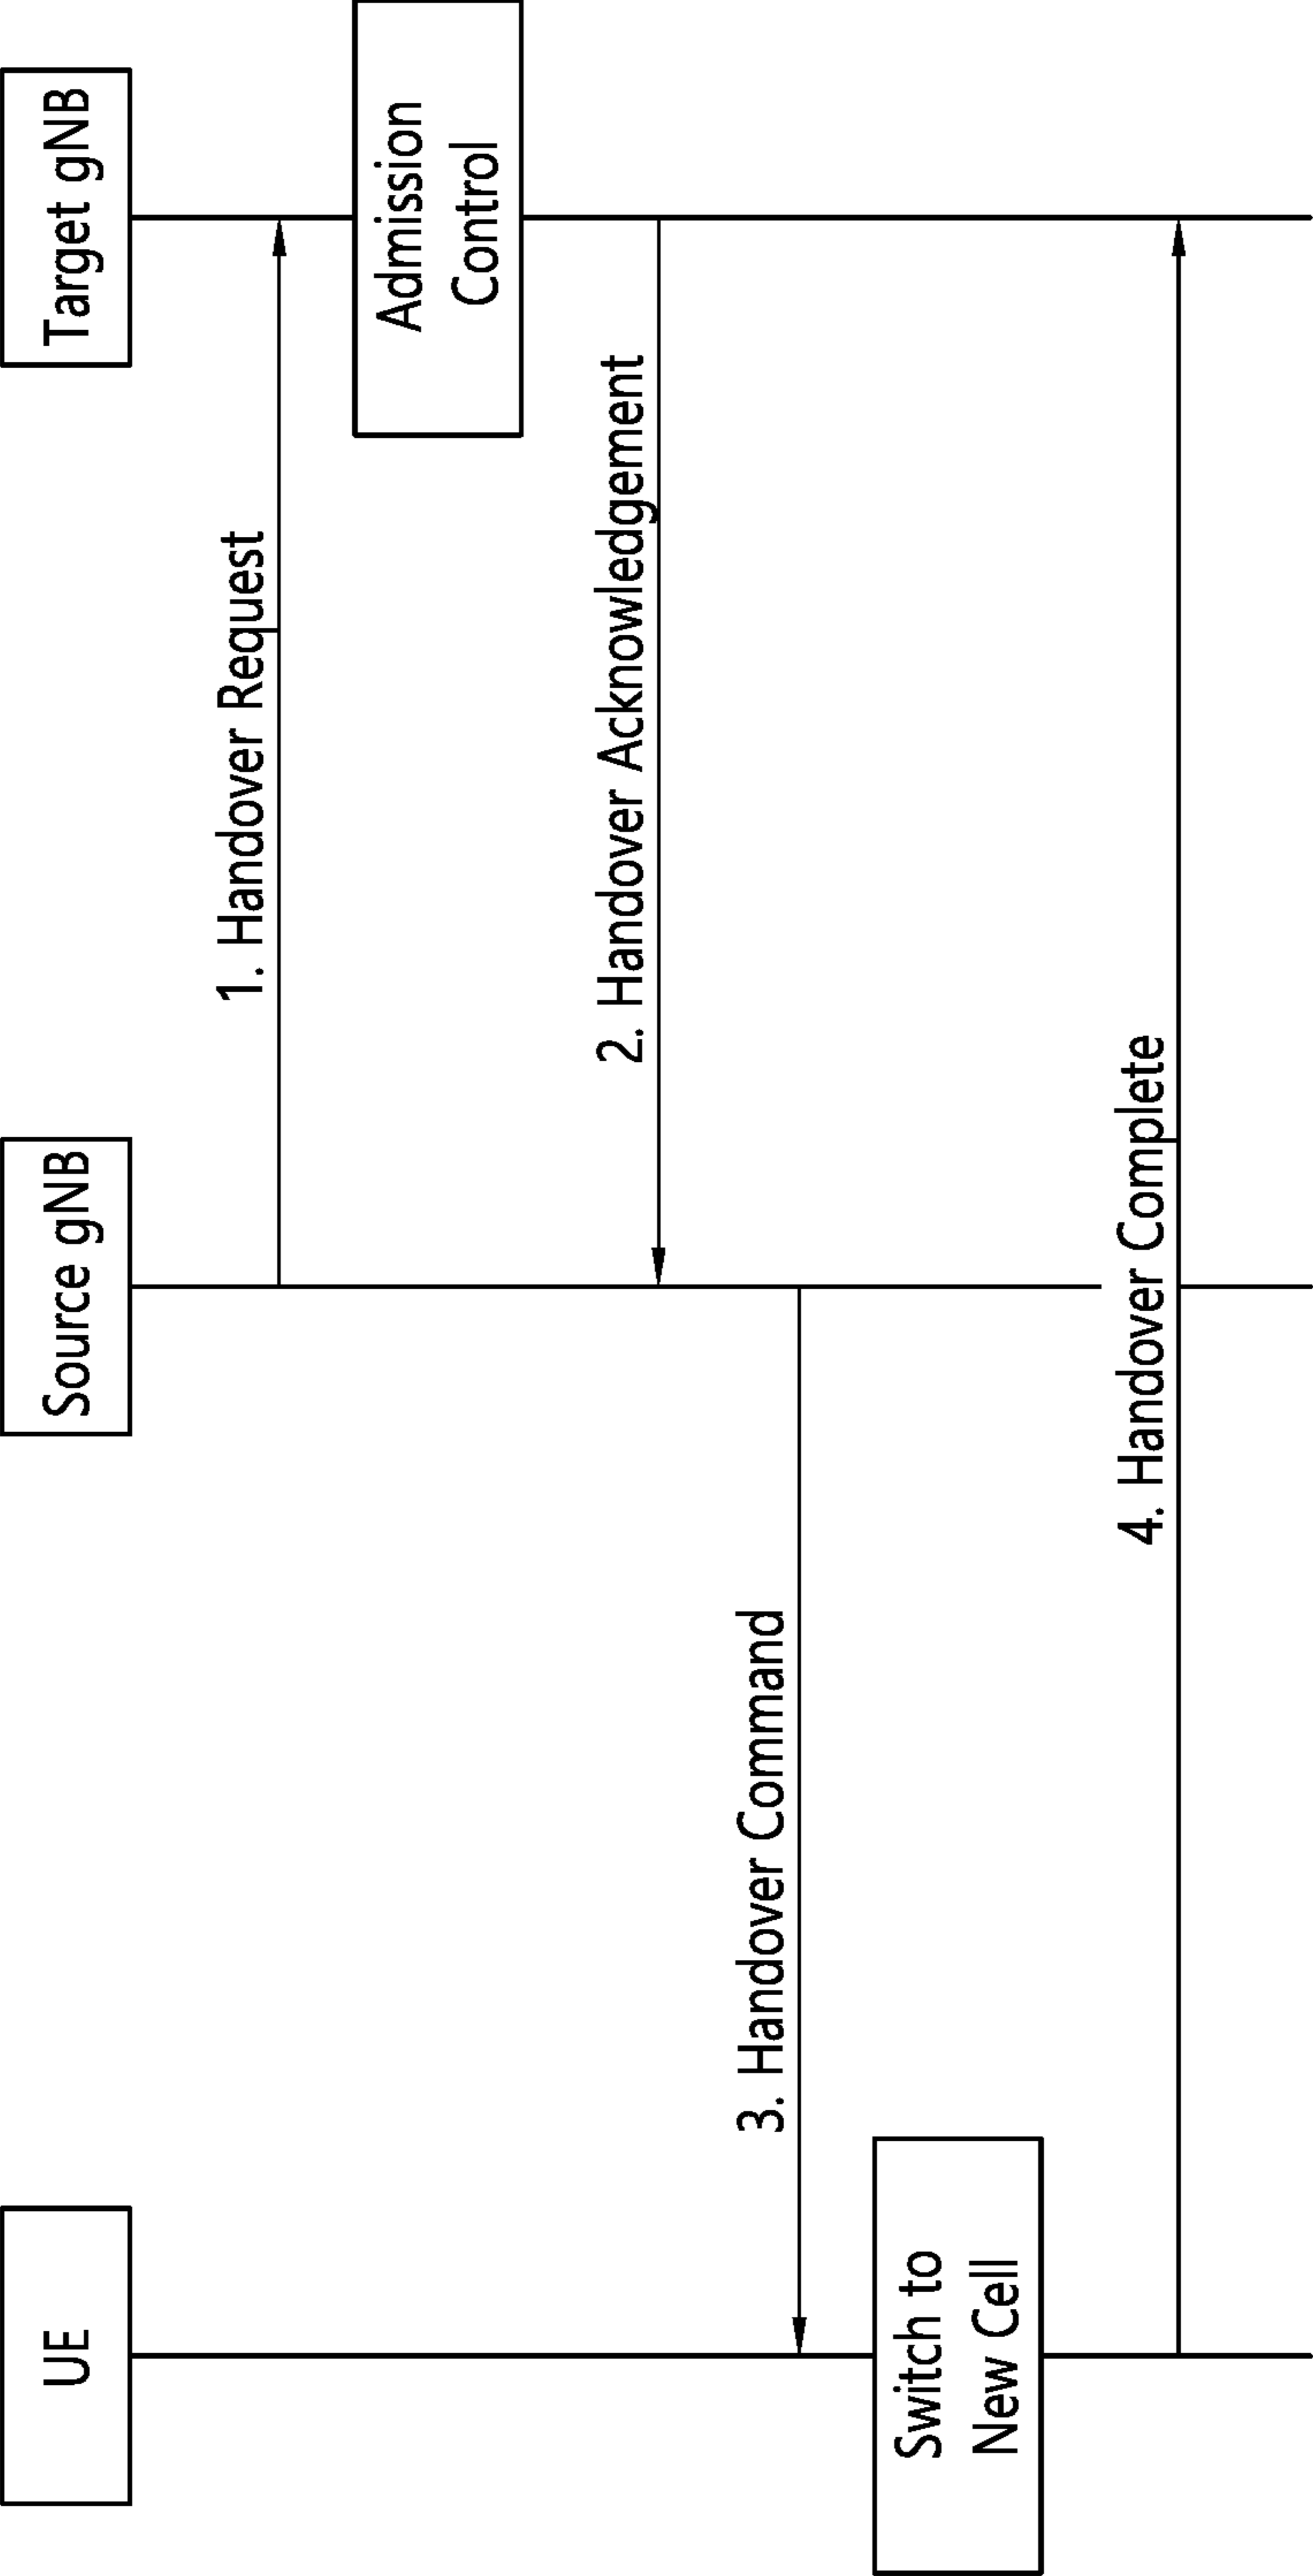 UE
Source gNB
Target gNB
1. Handover Request
Admission
Control
2. Handover Acknowledgement
3. Handover Command
Switch to
New Cell
4. Handover Complete